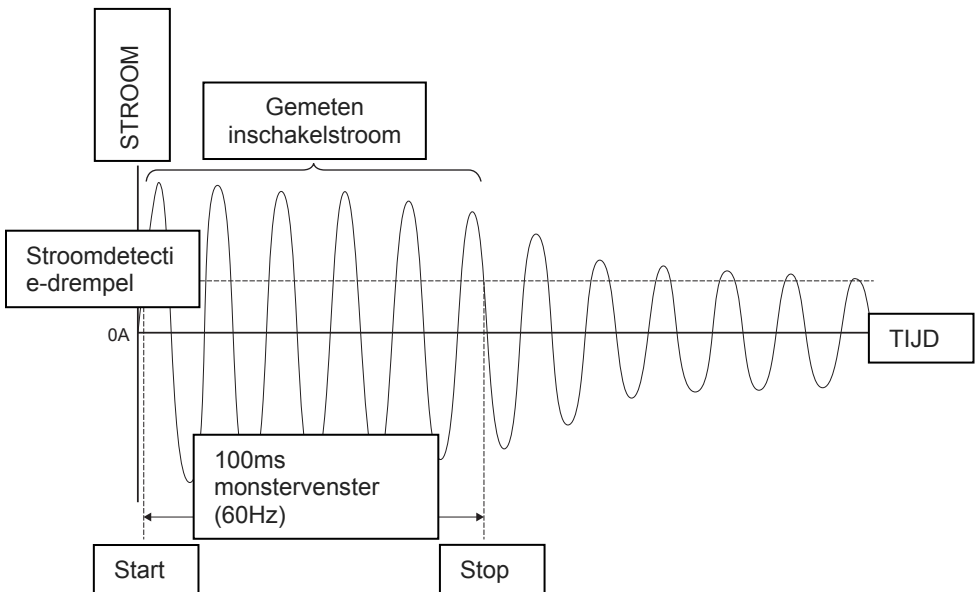 STROOM
Gemeten
inschakelstroom
Stroomdetecti
e-drempel
0A
TIJD
100ms
monstervenster
(60Hz)
Start
Stop